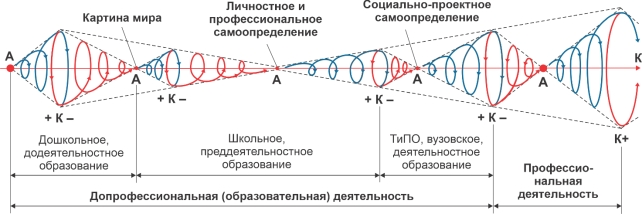 Картина мира
Личностное и
профессиональное
самоопределение
Социально-проектное
самоопределение
А
А
А
А
А
К
+ К –
+ К –
+ К –
+ К –
К+
Дошкольное,
додеятельностное
образование
Школьное,
преддеятельностное
образование
ТиПО, вузовское,
деятельностное
образование
Профессио-
нальная
деятельность
Допрофессиональная (образовательная) деятельность